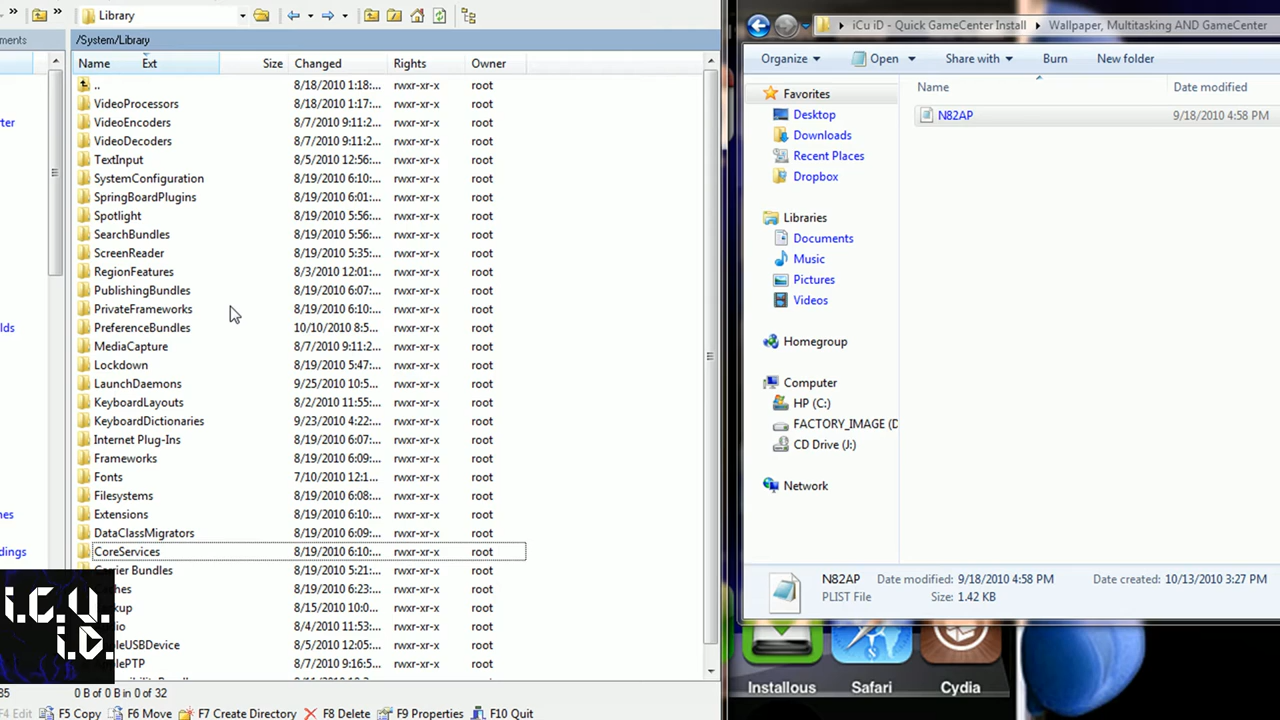 Library
/System/Library
ments
Name Ext Size Changed Rights Owner
.. 8/18/2010 1:18:... rwxr-xr-x root
VideoProcessors 8/18/2010 1:17:... rwxr-xr-x root
VideoEncoders 8/7/2010 9:11:2... rwxr-xr-x root
VideoDecoders 8/7/2010 9:11:2... rwxr-xr-x root
TextInput 8/5/2010 12:56:... rwxr-xr-x root
SystemConfiguration 8/19/2010 6:10:... rwxr-xr-x root
SpringBoardPlugins 8/19/2010 6:01:... rwxr-xr-x root
Spotlight 8/19/2010 5:56:... rwxr-xr-x root
SearchBundles 8/19/2010 5:56:... rwxr-xr-x root
ScreenReader 8/19/2010 5:35:... rwxr-xr-x root
RegionFeatures 8/3/2010 12:01:... rwxr-xr-x root
PublishingBundles 8/19/2010 6:07:... rwxr-xr-x root
PrivateFrameworks 8/19/2010 6:10:... rwxr-xr-x root
PreferenceBundles 10/10/2010 8:5... rwxr-xr-x root
MediaCapture 8/7/2010 9:11:2... rwxr-xr-x root
Lockdown 8/19/2010 5:47:... rwxr-xr-x root
LaunchDaemons 9/25/2010 10:5... rwxr-xr-x root
KeyboardLayouts 8/2/2010 11:55:... rwxr-xr-x root
KeyboardDictionaries 9/23/2010 4:22:... rwxr-xr-x root
Internet Plug-Ins 8/19/2010 6:07:... rwxr-xr-x root
Frameworks 8/19/2010 6:09:... rwxr-xr-x root
Fonts 7/10/2010 12:1... rwxr-xr-x root
Filesystems 8/19/2010 6:08:... rwxr-xr-x root
Extensions 8/19/2010 6:10:... rwxr-xr-x root
DataClassMigrators 8/19/2010 6:09:... rwxr-xr-x root
CoreServices 8/19/2010 6:10:... rwxr-xr-x root
Carrier Bundles 8/19/2010 5:21:... rwxr-xr-x root
Caches 8/19/2010 6:23:... rwxr-xr-x root
kup 8/15/2010 10:0... rwxr-xr-x root
io 8/4/2010 11:53:... rwxr-xr-x root
pleUSBDevice 8/5/2010 12:05:... rwxr-xr-x root
plePTP 8/7/2010 9:16:5... rwxr-xr-x root
i.C.U.
i.D.
0 B of 0 B in 0 of 32
F4 Edit F5 Copy F6 Move F7 Create Directory F8 Delete F9 Properties F10 Quit
iCu iD - Quick GameCenter Install Wallpaper, Multitasking AND GameCenter
Organize Open Share with Burn New folder
Name Date modified
N82AP 9/18/2010 4:58 PM
Favorites
Desktop
Downloads
Recent Places
Dropbox
Libraries
Documents
Music
Pictures
Videos
Homegroup
Computer
HP (C:)
FACTORY_IMAGE (D
CD Drive (J:)
Network
N82AP Date modified: 9/18/2010 4:58 PM Date created: 10/13/2010 3:27 PM
PLIST File Size: 1.42 KB
Installous Safari Cydia